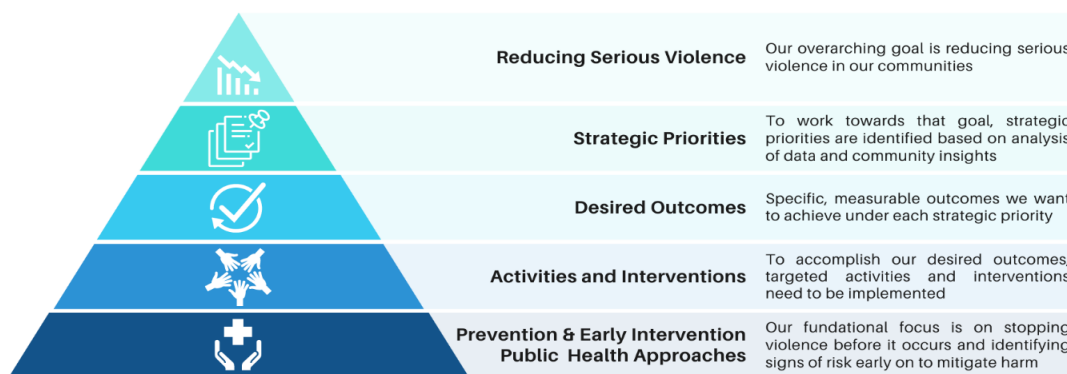 Reducing Serious Violence
Our overarching goal is reducing serious
violence in our communities
Strategic Priorities
To work towards that goal, strategic
priorities are identified based on analysis
of data and community insights
Desired Outcomes
Specific, measurable outcomes we want
to achieve under each strategic priority
Activities and Interventions
To accomplish our desired outcomes,
targeted activities and interventions
need to be implemented
Prevention & Early Intervention
Public Health Approaches
Our fundational focus is on stopping
violence before it occurs and identifying
signs of risk early on to mitigate harm